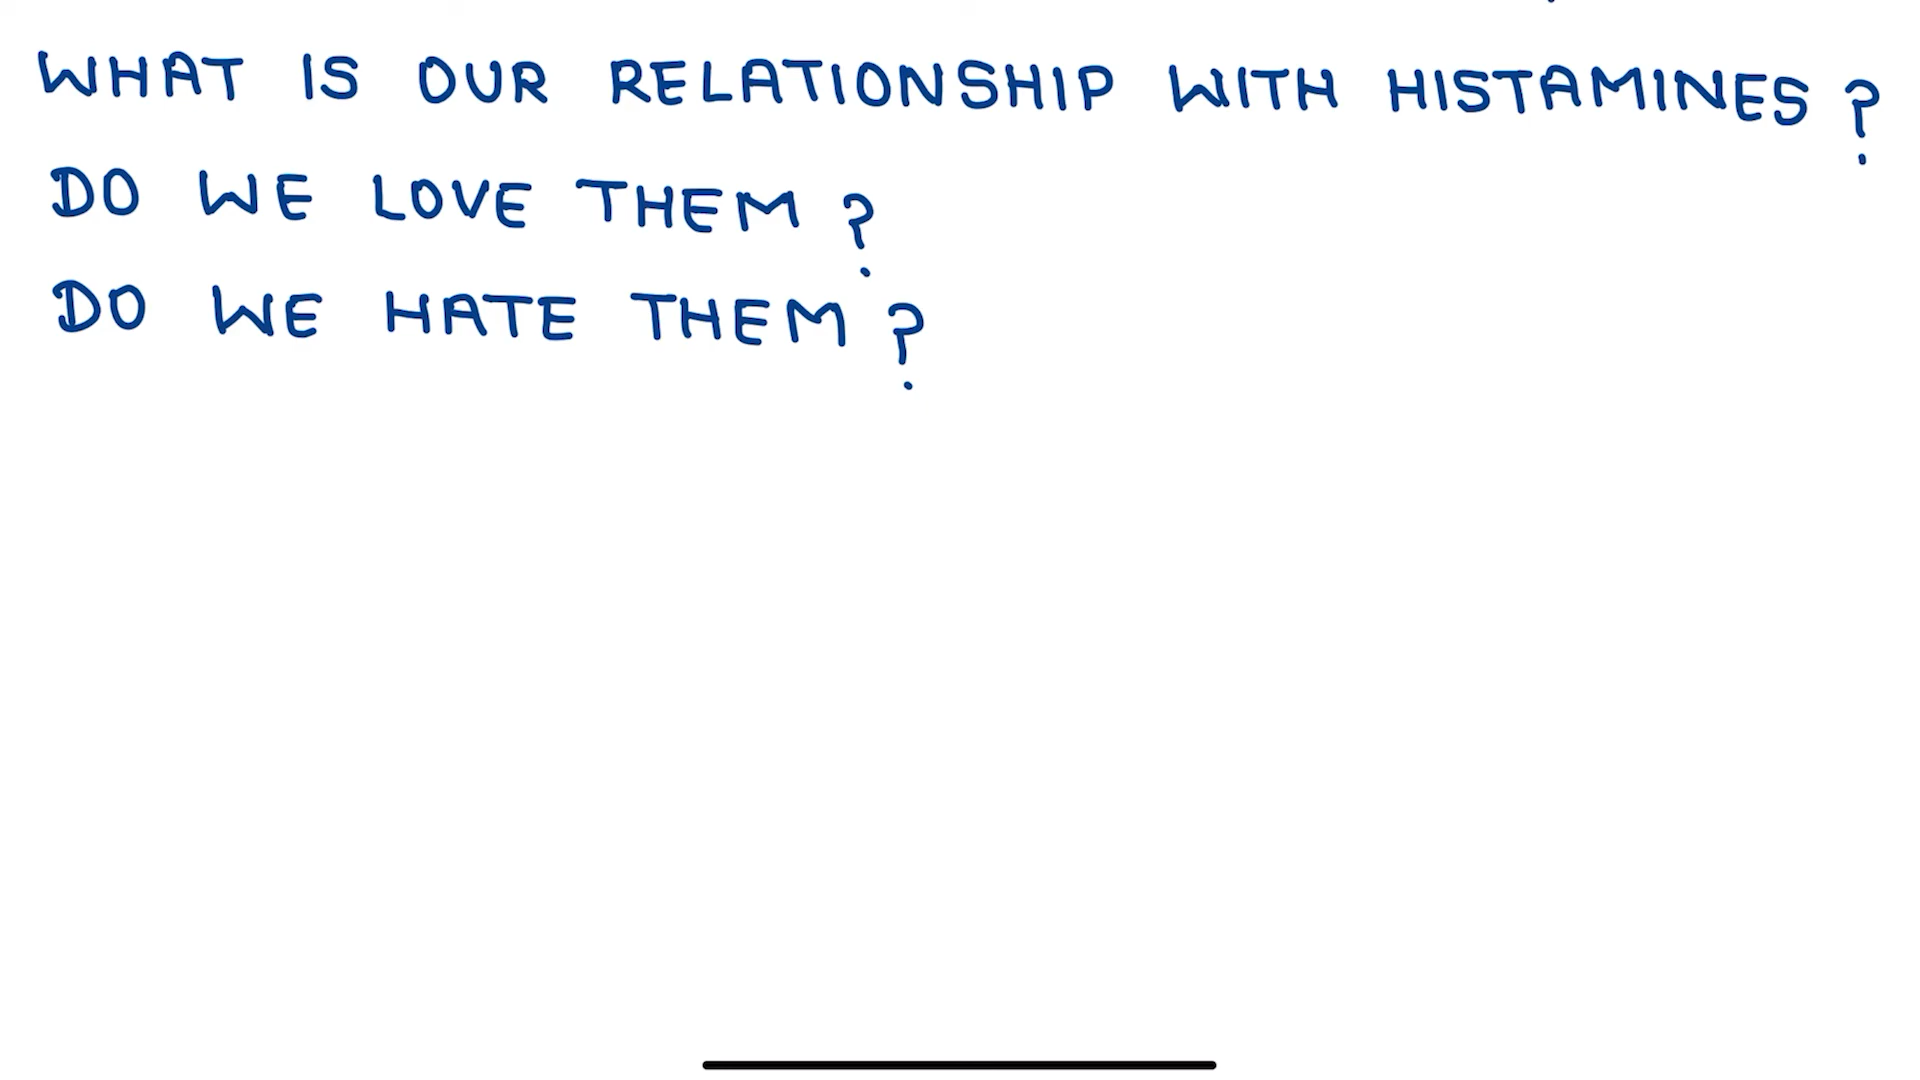 WHAT IS OUR RELATIONSHIP WITH HISTAMINES ?
DO WE LOVE THEM ?
DO WE HATE THEM ?